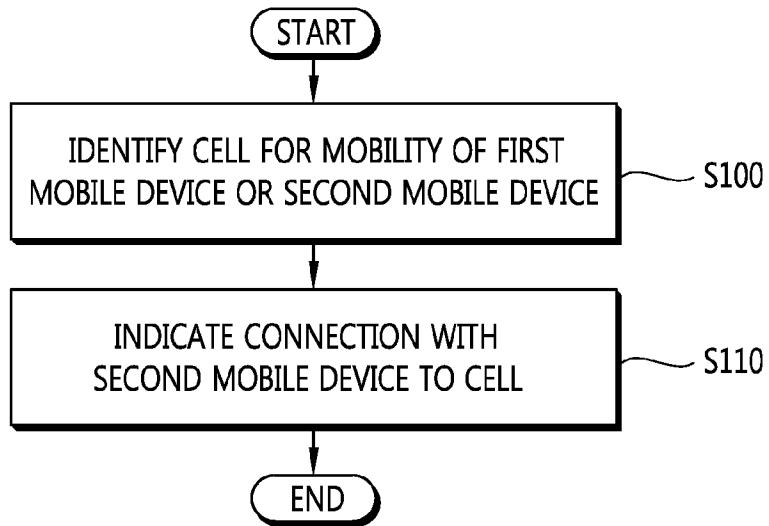 START
IDENTIFY CELL FOR MOBILITY OF FIRST
MOBILE DEVICE OR SECOND MOBILE DEVICE
S100
INDICATE CONNECTION WITH
SECOND MOBILE DEVICE TO CELL
S110
END